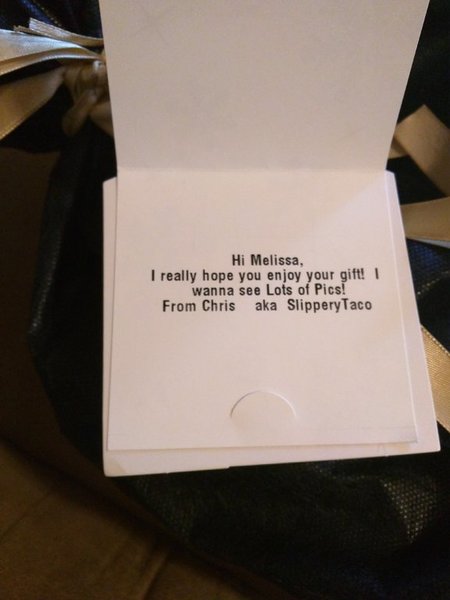 Hi Melissa,
I really hope you enjoy your gift! I
wanna see Lots of Pics!
From Chris aka SlipperyTaco